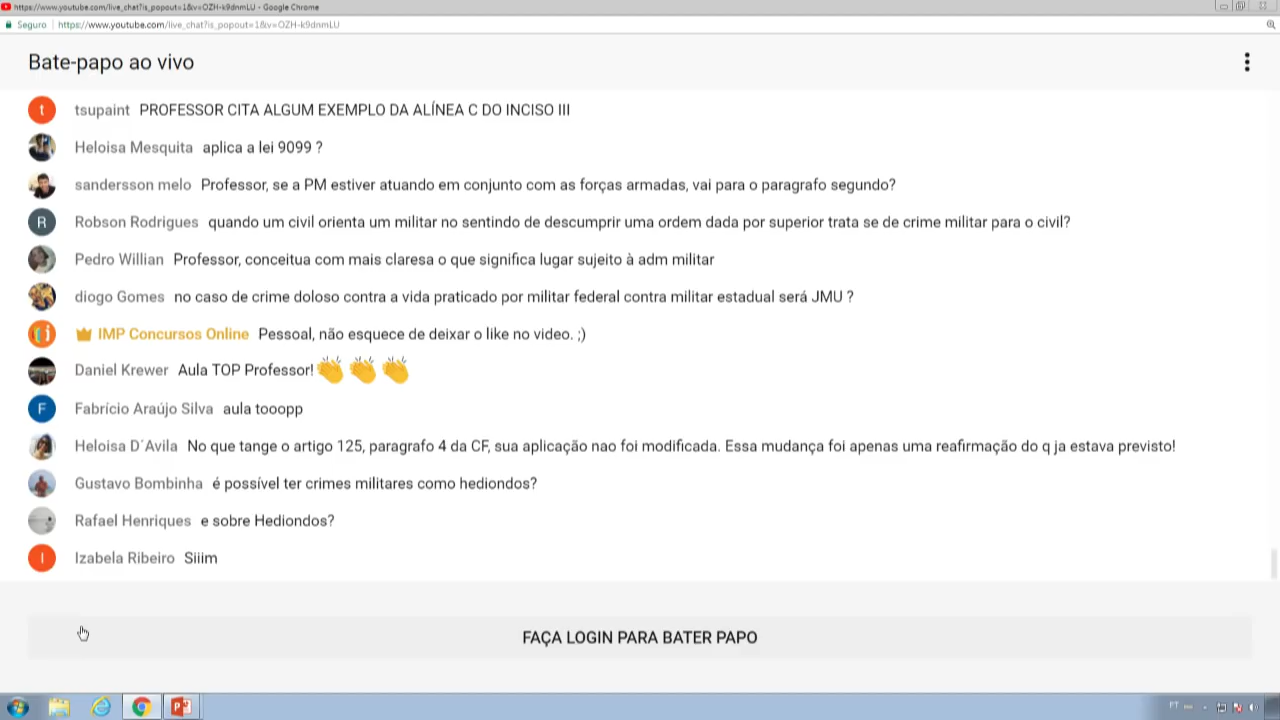 https://www.youtube.com/live_chat?is_popout=1&v=OZH-k9dnmLU - Google Chrome
Seguro | https://www.youtube.com/live_chat?is_popout=1&v=OZH-k9dnmLU
Bate-papo ao vivo
t tsupaint PROFESSOR CITA ALGUM EXEMPLO DA ALÍNEA C DO INCISO III
Heloisa Mesquita aplica a lei 9099 ?
sandersson melo Professor, se a PM estiver atuando em conjunto com as forças armadas, vai para o paragrafo segundo?
R Robson Rodrigues quando um civil orienta um militar no sentindo de descumprir uma ordem dada por superior trata se de crime militar para o civil?
Pedro Willian Professor, conceitua com mais claresa o que significa lugar sujeito à adm militar
diogo Gomes no caso de crime doloso contra a vida praticado por militar federal contra militar estadual será JMU ?
IMP Concursos Online Pessoal, não esquece de deixar o like no video. ;)
Daniel Krewer Aula TOP Professor! 👏 👏 👏
F Fabrício Araújo Silva aula tooopp
Heloisa D´Avila No que tange o artigo 125, paragrafo 4 da CF, sua aplicação nao foi modificada. Essa mudança foi apenas uma reafirmação do q ja estava previsto!
Gustavo Bombinha é possível ter crimes militares como hediondos?
Rafael Henriques e sobre Hediondos?
I Izabela Ribeiro Siiim
FAÇA LOGIN PARA BATER PAPO
PT